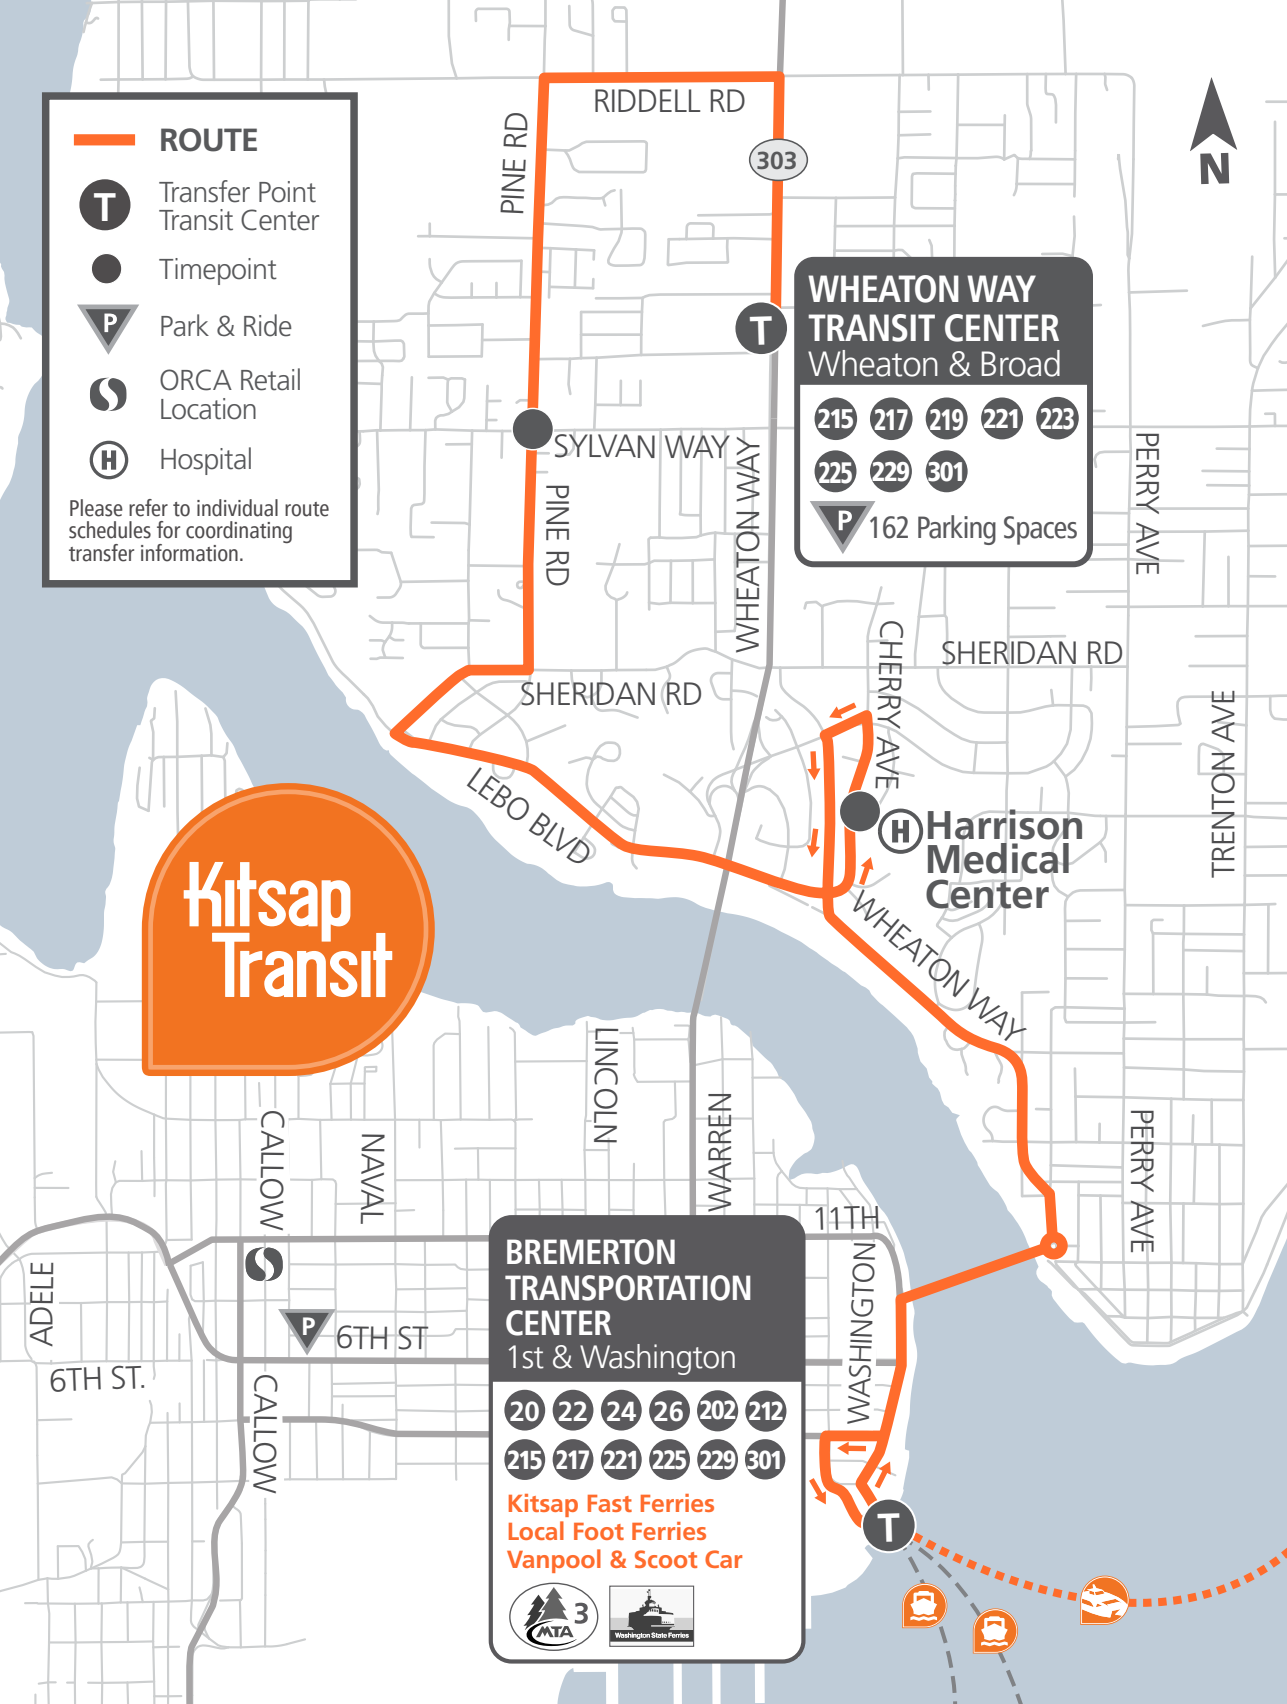 ROUTE
T
Transfer Point
Transit Center
Timepoint
P
Park & Ride
ORCA Retail
Location
H
Hospital
Please refer to individual route
schedules for coordinating
transfer information.
RIDDELL RD
PINE RD
303
N
T
WHEATON WAY
TRANSIT CENTER
Wheaton & Broad
215 217 219 221 223
225 229 301
P
162 Parking Spaces
SYLVAN WAY
PINE RD
WHEATON WAY
PERRY AVE
CHERRY AVE
SHERIDAN RD
SHERIDAN RD
TRENTON AVE
LEBO BLVD
H
Harrison
Medical
Center
WHEATON WAY
Kitsap
Transit
LINCOLN
WARREN
CALLOW
NAVAL
PERRY AVE
11TH
WASHINGTON
ADELE
P
6TH ST
6TH ST.
CALLOW
BREMERTON
TRANSPORTATION
CENTER
1st & Washington
20 22 24 26 202 212
215 217 221 225 229 301
Kitsap Fast Ferries
Local Foot Ferries
Vanpool & Scoot Car
MTA
3
Washington State Ferries
T